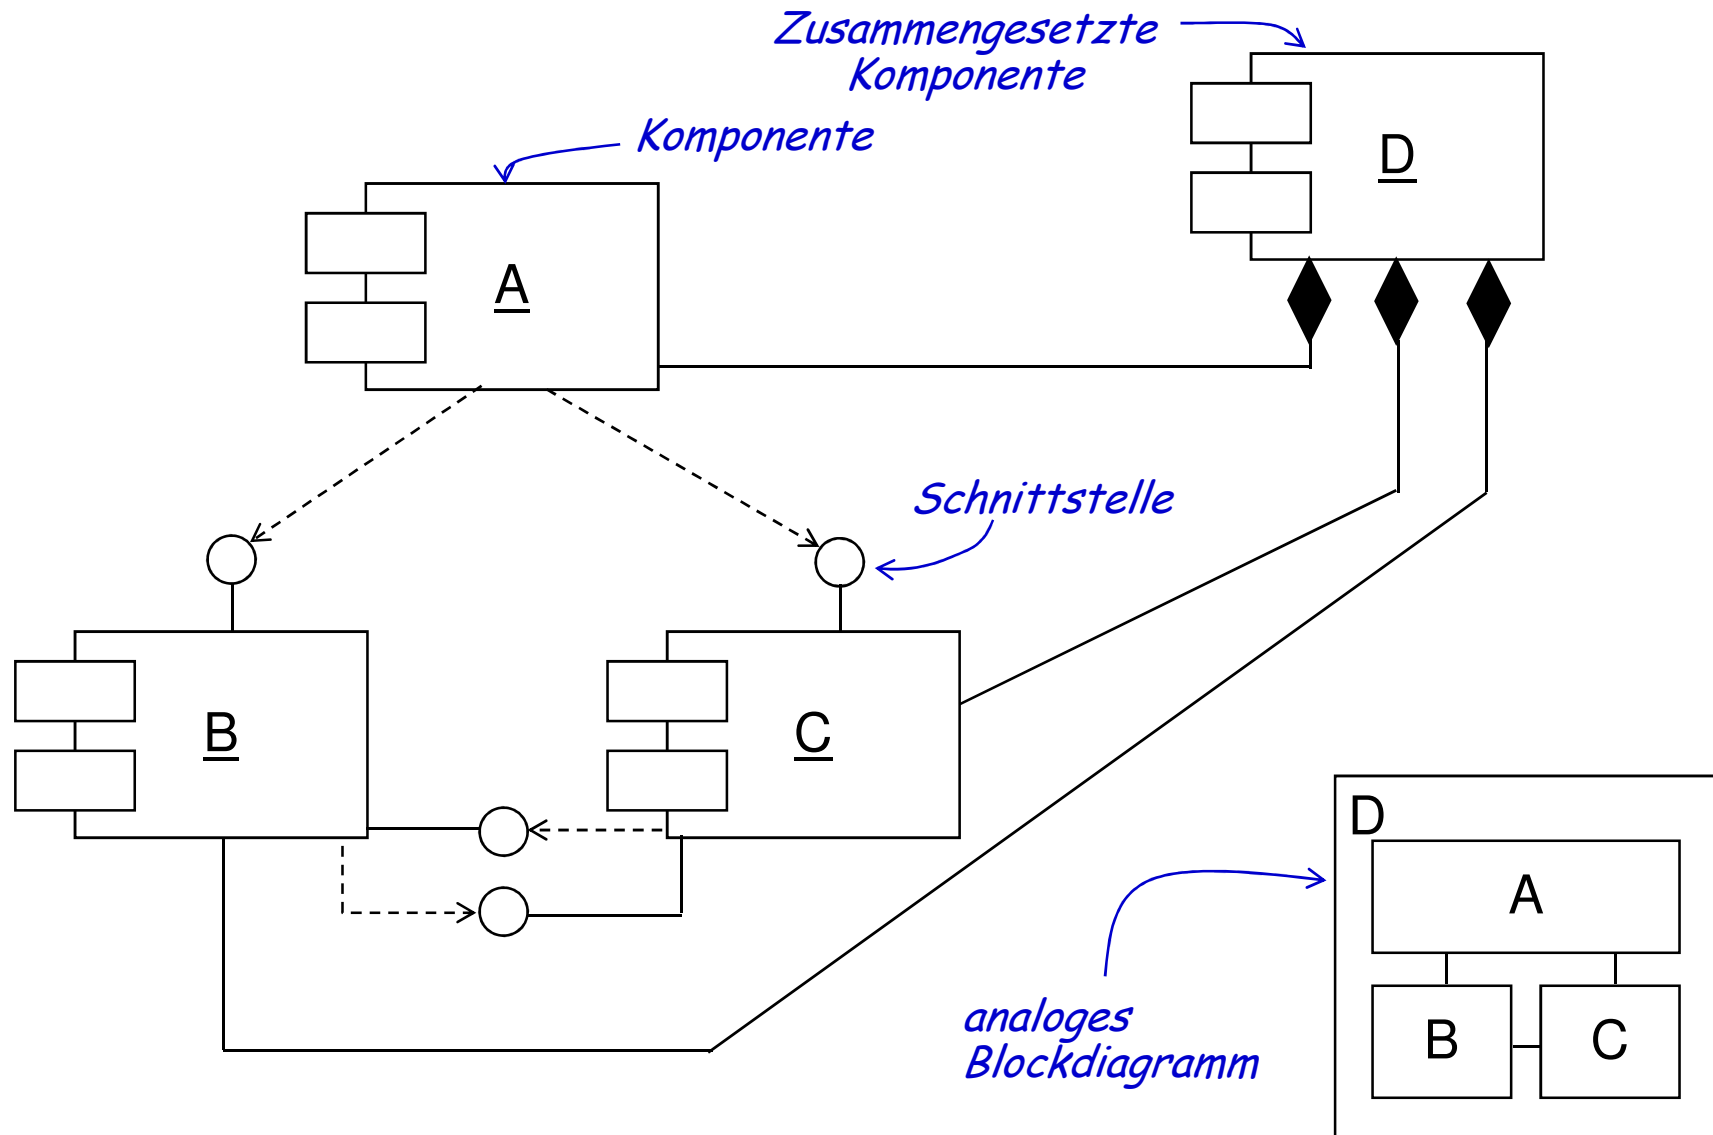 Zusammengesetzte
Komponente
Komponente
D
A
Schnittstelle
B
C
D
A
analoges
Blockdiagramm
B
C